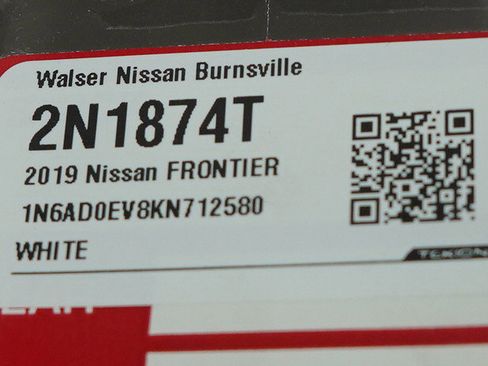 Walser Nissan Burnsville
2N1874T
2019 Nissan FRONTIER
1N6AD0EV8KN712580
WHITE